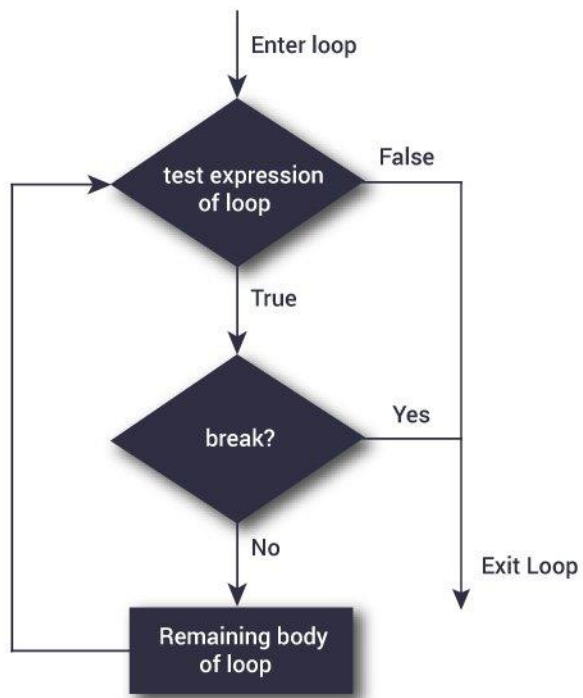 Enter loop
test expression
of loop
False
True
break?
Yes
No
Exit Loop
Remaining body
of loop